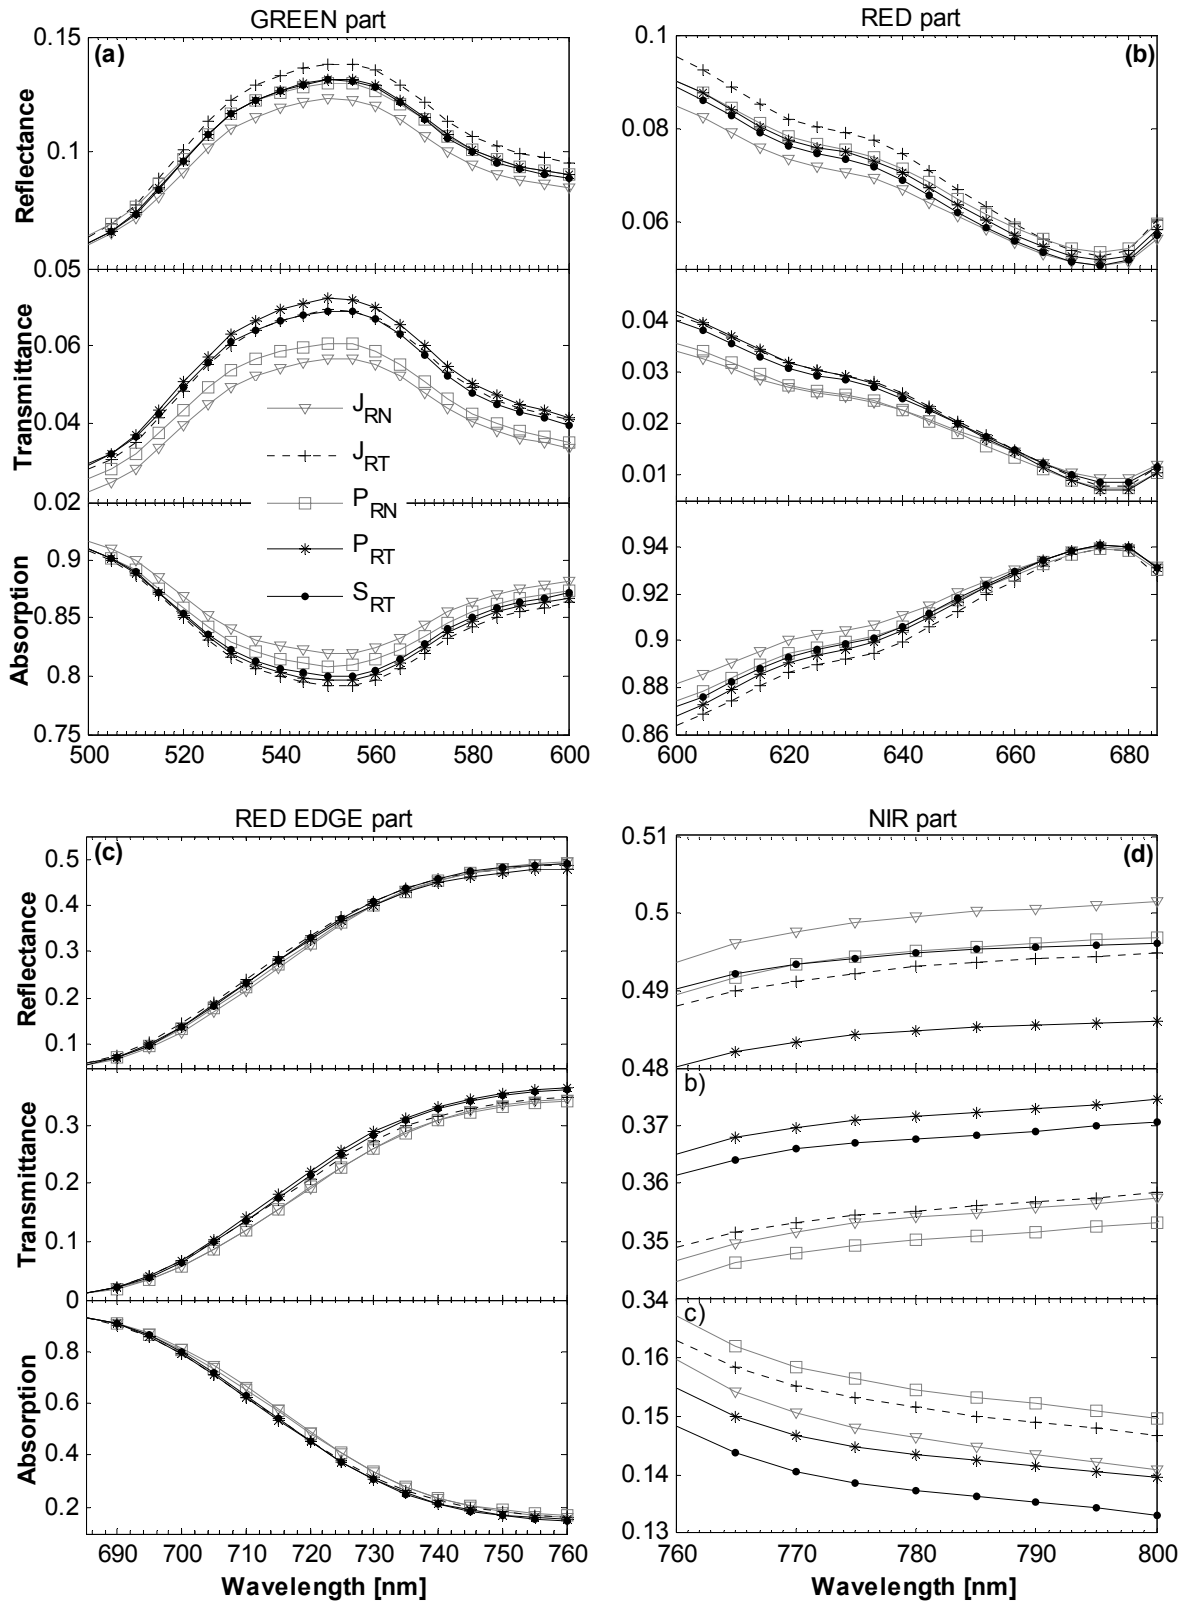 GREEN part
(a)
Reflectance
0.15
0.1
0.05
Transmittance
0.06
0.04
0.02
J_RN
J_RT
P_RN
P_RT
S_RT
Absorption
0.9
0.85
0.8
0.75
500 520 540 560 580 600
RED part
(b)
0.1
0.08
0.06
0.04
0.03
0.02
0.01
0.94
0.92
0.9
0.88
0.86
600 620 640 660 680
RED EDGE part
(c)
Reflectance
0.5
0.4
0.3
0.2
0.1
Transmittance
0.3
0.2
0.1
0
Absorption
0.8
0.6
0.4
0.2
690 700 710 720 730 740 750 760
Wavelength [nm]
NIR part
(d)
0.51
0.5
0.49
0.48
b)
0.37
0.36
0.35
0.34
c)
0.16
0.15
0.14
0.13
760 770 780 790 800
Wavelength [nm]